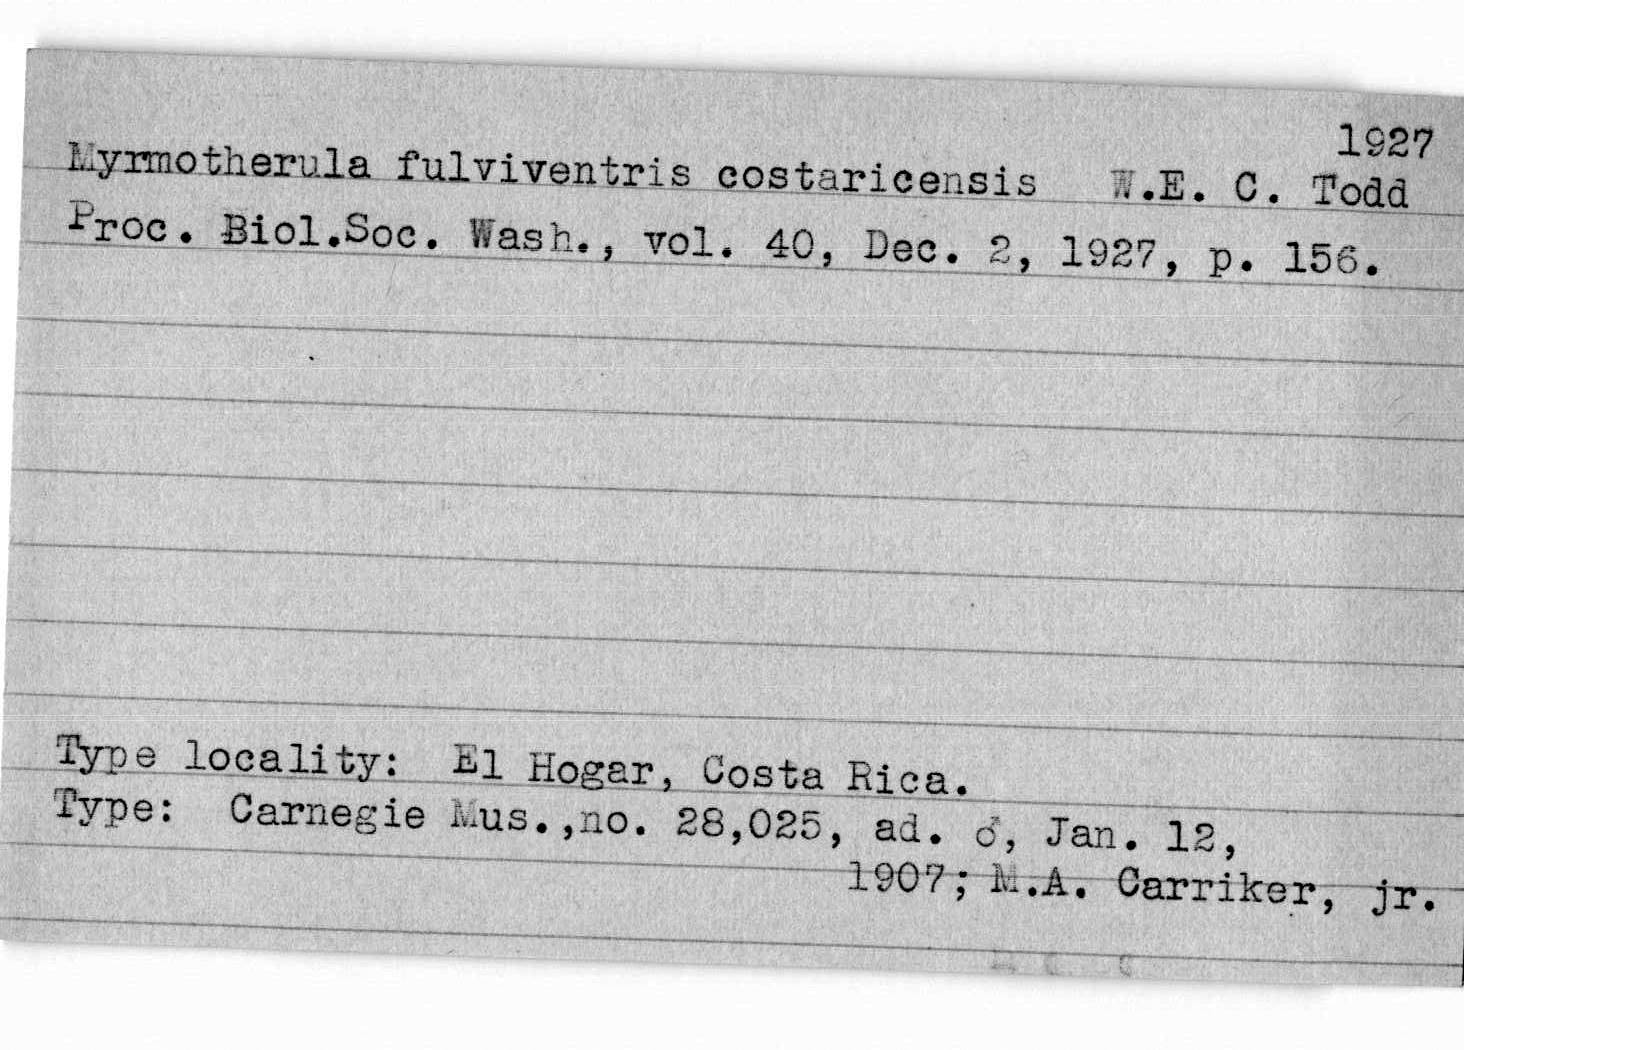 1927
Myrmotherula fulviventris costaricensis W.E. C. Todd
Proc. Biol.Soc. Wash., vol. 40, Dec. 2, 1927, p. 156.
Type locality: El Hogar, Costa Rica.
Type: Carnegie Mus.,no. 28,025, ad. ♂, Jan. 12,
1907; M.A. Carriker, jr.